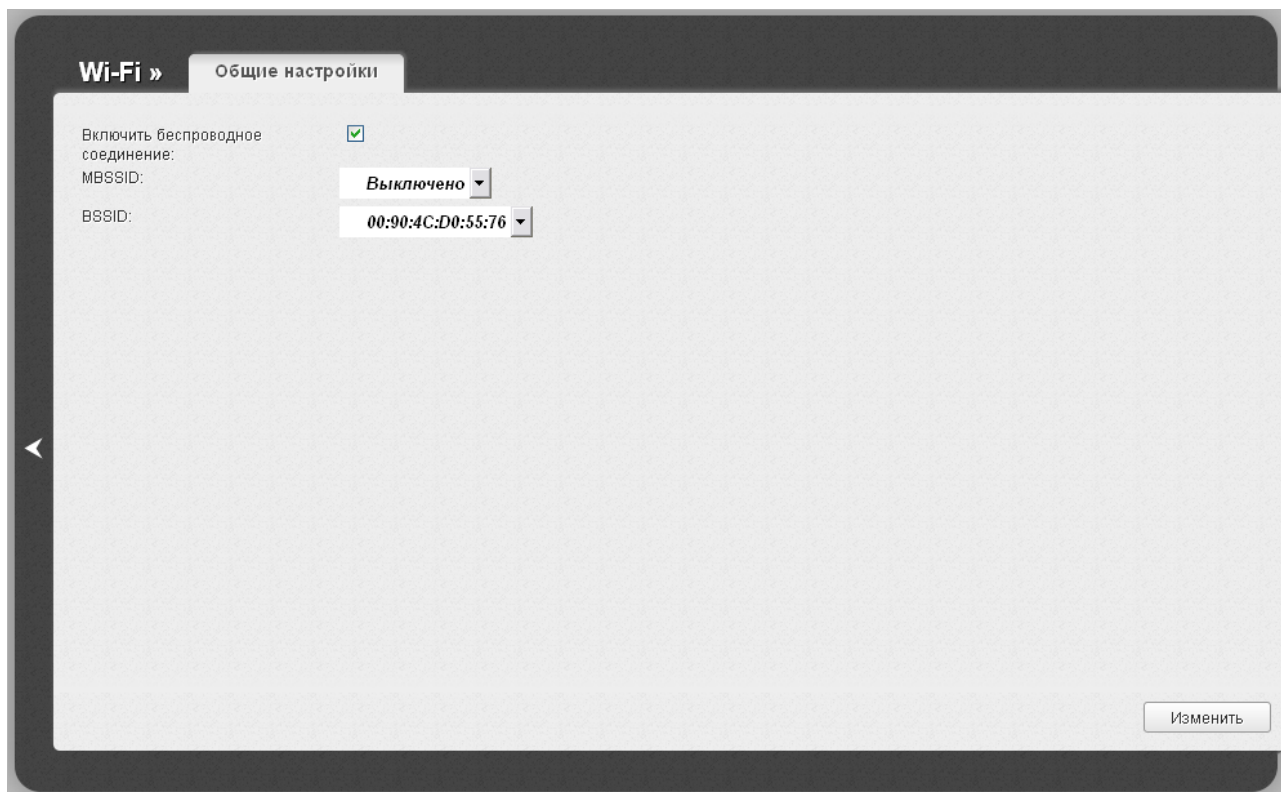 Wi-Fi »
Общие настройки
Включить беспроводное
соединение:
MBSSID:
Выключено
BSSID:
00:90:4C:D0:55:76
Изменить